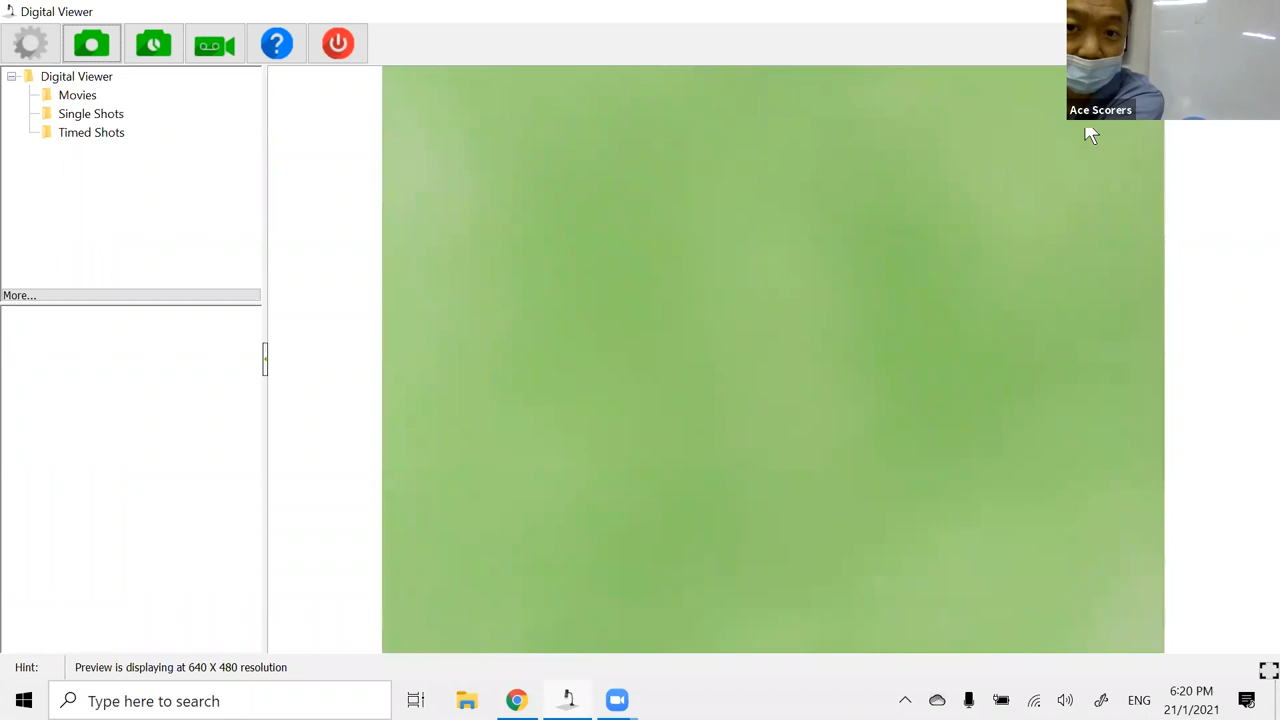 Digital Viewer
Ace Scorers
Digital Viewer
Movies
Single Shots
Timed Shots
More...
Hint:
Preview is displaying at 640 X 480 resolution
Type here to search
ENG
6:20 PM
21/1/2021